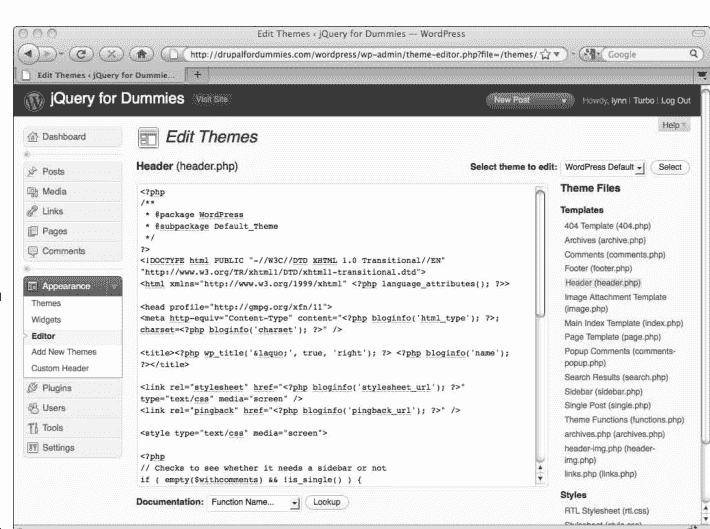 Edit Themes ‹ jQuery for Dummies — WordPress
http://drupalfordummies.com/wordpress/wp-admin/theme-editor.php?file=/themes/
Google
Edit Themes ‹ jQuery for Dummie...
jQuery for Dummies
Visit Site
New Post
Howdy, lynn | Turbo | Log Out
Help
Dashboard
Posts
Media
Links
Pages
Comments
Appearance
Themes
Widgets
Editor
Add New Themes
Custom Header
Plugins
Users
Tools
Settings
Edit Themes
Header (header.php)
Select theme to edit: WordPress Default Select
<?php
/**
 * @package WordPress
 * @subpackage Default_Theme
 */
?>
<!DOCTYPE html PUBLIC "-//W3C//DTD XHTML 1.0 Transitional//EN"
"http://www.w3.org/TR/xhtml1/DTD/xhtml1-transitional.dtd">
<html xmlns="http://www.w3.org/1999/xhtml" <?php language_attributes(); ?>>
<head profile="http://gmpg.org/xfn/11">
<meta http-equiv="Content-Type" content="<?php bloginfo('html_type'); ?>;
charset=<?php bloginfo('charset'); ?>" />
<title><?php wp_title('&laquo;', true, 'right'); ?> <?php bloginfo('name');
?></title>
<link rel="stylesheet" href="<?php bloginfo('stylesheet_url'); ?>"
type="text/css" media="screen" />
<link rel="pingback" href="<?php bloginfo('pingback_url'); ?>" />
<style type="text/css" media="screen">
<?php
// Checks to see whether it needs a sidebar or not
if ( empty($withcomments) && !is_single() ) {
Documentation: Function Name... Lookup
Theme Files
Templates
404 Template (404.php)
Archives (archive.php)
Comments (comments.php)
Footer (footer.php)
Header (header.php)
Image Attachment Template
(image.php)
Main Index Template (index.php)
Page Template (page.php)
Popup Comments (comments-
popup.php)
Search Results (search.php)
Sidebar (sidebar.php)
Single Post (single.php)
Theme Functions (functions.php)
archives.php (archives.php)
header-img.php (header-
img.php)
links.php (links.php)
Styles
RTL Stylesheet (rtl.css)